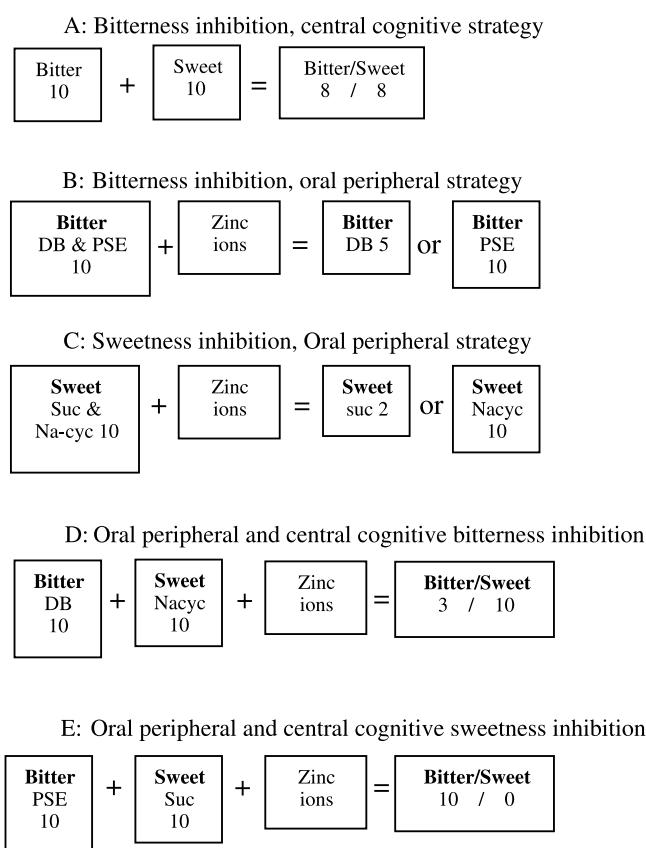 A: Bitterness inhibition, central cognitive strategy
Bitter
10
+
Sweet
10
=
Bitter/Sweet
8 / 8
B: Bitterness inhibition, oral peripheral strategy
Bitter
DB & PSE
10
+
Zinc
ions
=
Bitter
DB 5
or
Bitter
PSE
10
C: Sweetness inhibition, Oral peripheral strategy
Sweet
Suc &
Na-cyc 10
+
Zinc
ions
=
Sweet
suc 2
or
Sweet
Nacyc
10
D: Oral peripheral and central cognitive bitterness inhibition
Bitter
DB
10
+
Sweet
Nacyc
10
+
Zinc
ions
=
Bitter/Sweet
3 / 10
E: Oral peripheral and central cognitive sweetness inhibition
Bitter
PSE
10
+
Sweet
Suc
10
+
Zinc
ions
=
Bitter/Sweet
10 / 0